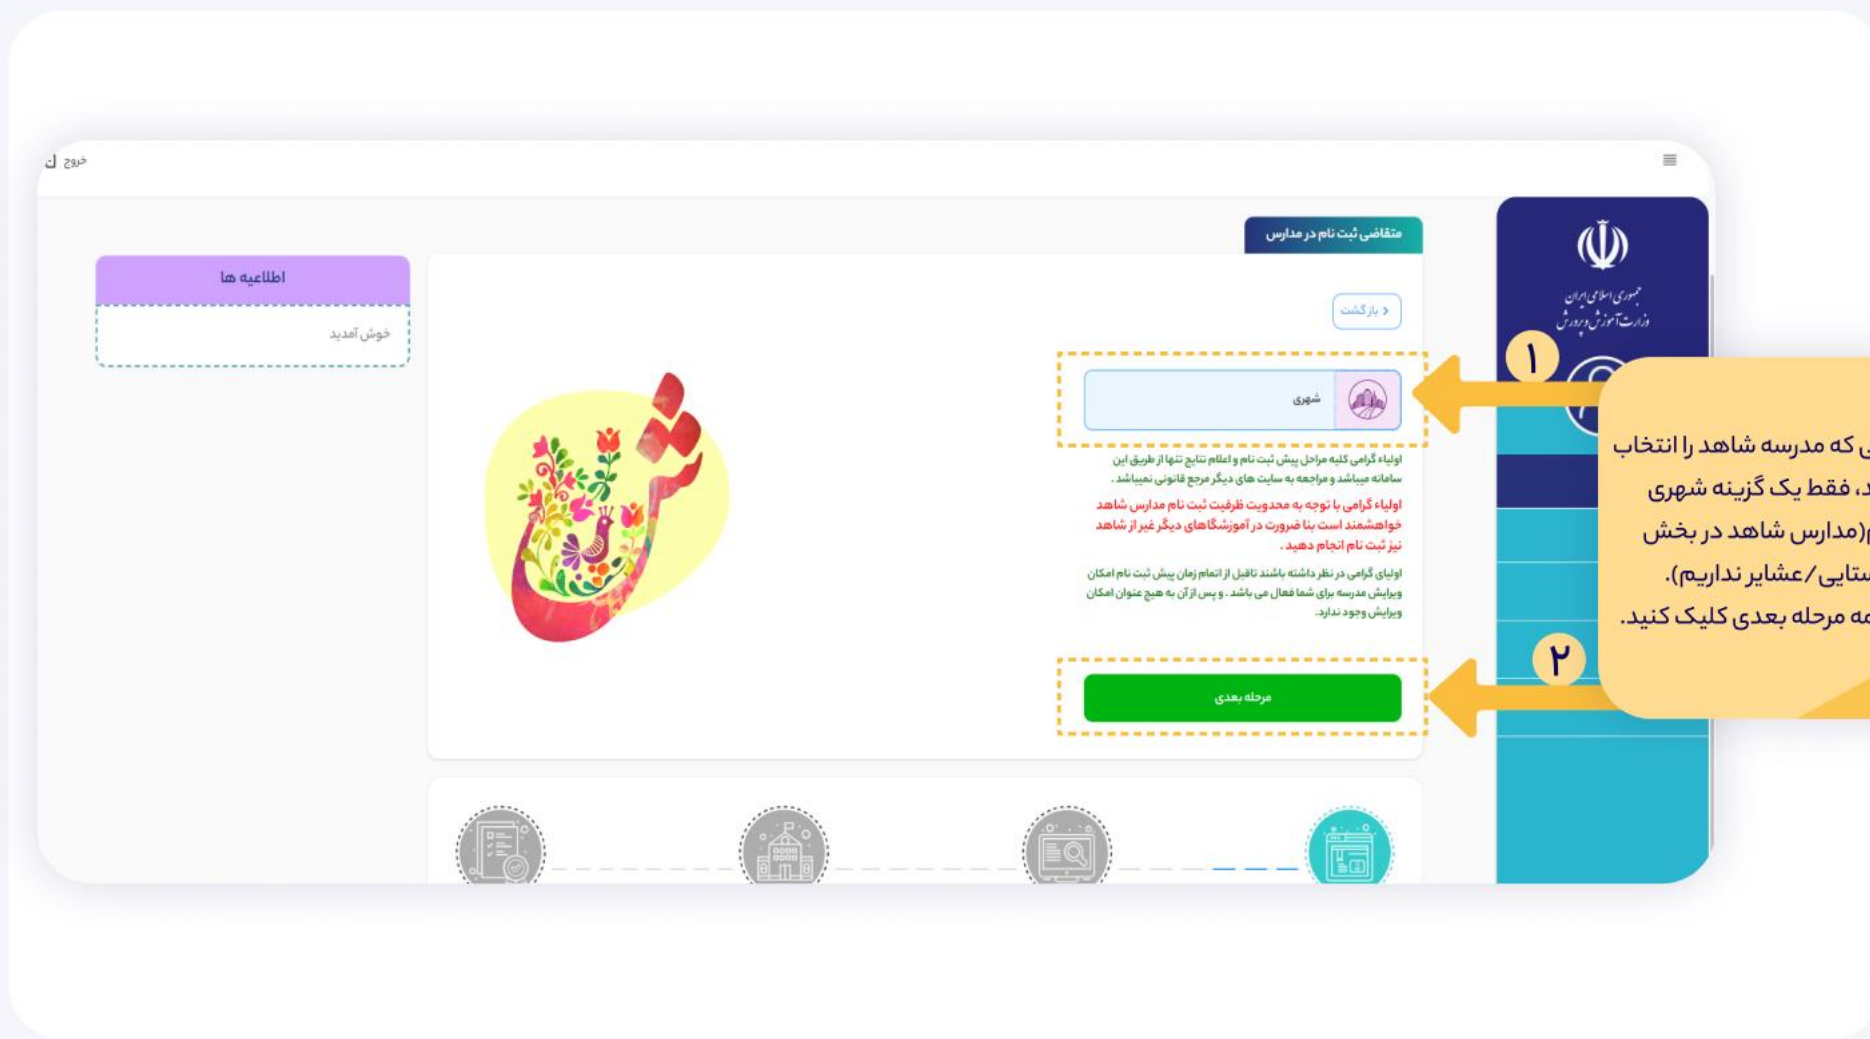 خروج
متقاضی ثبت نام در مدارس
جمهوری اسلامی ایران
وزارت آموزش و پرورش
اطلاعیه ها
خوش آمدید
بازگشت
شهری
اولیاء گرامی کلیه مراحل پیش ثبت نام و اعلام نتایج تنها از طریق این
سامانه میباشد و مراجعه به سایت های دیگر مرجع قانونی نمیباشد .
اولیاء گرامی با توجه به محدویت ظرفیت ثبت نام مدارس شاهد
خواهشمند است بنا ضرورت در آموزشگاهای دیگر غیر از شاهد
نیز ثبت نام انجام دهید .
اولیای گرامی در نظر داشته باشند تاقبل از اتمام زمان پیش ثبت نام امکان
ویرایش مدرسه برای شما فعال می باشد . و پس از آن به هیچ عنوان امکان
ویرایش وجود ندارد.
مرحله بعدی
۱
که مدرسه شاهد را انتخاب
فقط یک گزینه شهری
(مدارس شاهد در بخش
/عشایر نداریم).
مرحله بعدی کلیک کنید.
۲